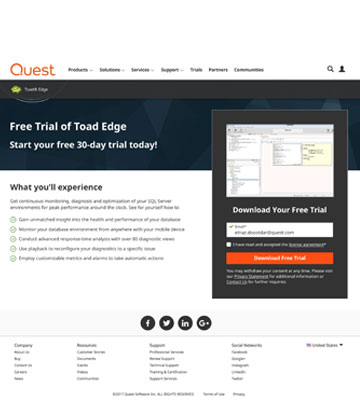 Quest
Products Solutions Services Support Trials Partners Communities
Toad® Edge
Free Trial of Toad Edge
Start your free 30-day trial today!
What you'll experience
Get continuous monitoring, diagnosis and optimization of your SQL Server
environments for peak performance around the clock. See for yourself how to:
Gain unmatched insight into the health and performance of your database
Monitor your database environment from anywhere with your mobile device
Conduct advanced response-time analysis with over 80 diagnostic views
Use playback to reconfigure your diagnostics to a specific issue
Employ customizable metrics and alarms to take automatic actions
Download Your Free Trial
Email*
I have read and accepted the license agreement*
Download Free Trial
You may withdraw your consent at any time. Please visit
our Privacy Statement for additional information or
Contact Us for further requests.
Company Resources Support Social Networks United States
About Us Customer Stories Professional Services Facebook
Buy Documents Renew Support Google+
Contact Us Events Technical Support Instagram
Careers Videos Training & Certification LinkedIn
News Communities Support Services Twitter
©2017 Quest Software Inc. ALL RIGHTS RESERVED. Terms of Use Privacy